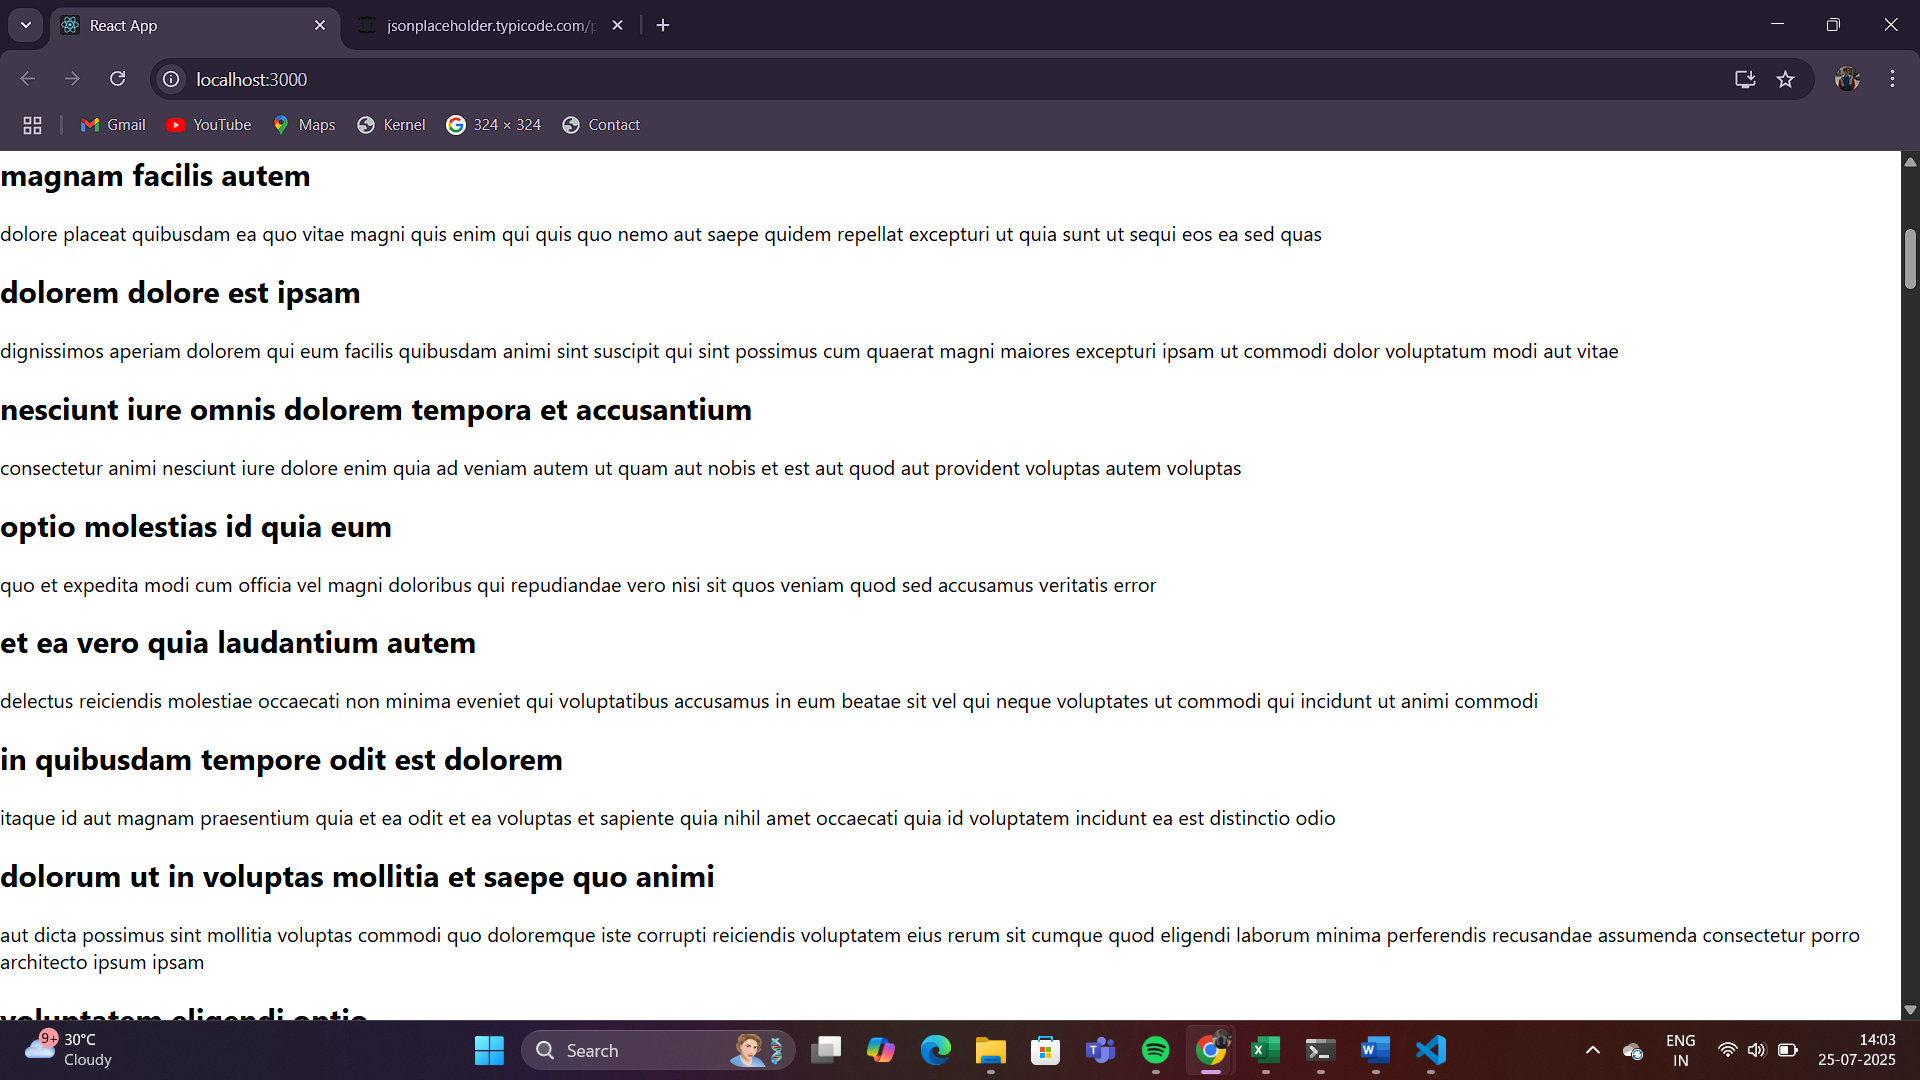 React App
jsonplaceholder.typicode.com/p
localhost:3000
Gmail
YouTube
Maps
Kernel
324 × 324
Contact
magnam facilis autem
dolore placeat quibusdam ea quo vitae magni quis enim qui quis quo nemo aut saepe quidem repellat excepturi ut quia sunt ut sequi eos ea sed quas
dolorem dolore est ipsam
dignissimos aperiam dolorem qui eum facilis quibusdam animi sint suscipit qui sint possimus cum quaerat magni maiores excepturi ipsam ut commodi dolor voluptatum modi aut vitae
nesciunt iure omnis dolorem tempora et accusantium
consectetur animi nesciunt iure dolore enim quia ad veniam autem ut quam aut nobis et est aut quod aut provident voluptas autem voluptas
optio molestias id quia eum
quo et expedita modi cum officia vel magni doloribus qui repudiandae vero nisi sit quos veniam quod sed accusamus veritatis error
et ea vero quia laudantium autem
delectus reiciendis molestiae occaecati non minima eveniet qui voluptatibus accusamus in eum beatae sit vel qui neque voluptates ut commodi qui incidunt ut animi commodi
in quibusdam tempore odit est dolorem
itaque id aut magnam praesentium quia et ea odit et ea voluptas et sapiente quia nihil amet occaecati quia id voluptatem incidunt ea est distinctio odio
dolorum ut in voluptas mollitia et saepe quo animi
aut dicta possimus sint mollitia voluptas commodi quo doloremque iste corrupti reiciendis voluptatem eius rerum sit cumque quod eligendi laborum minima perferendis recusandae assumenda consectetur porro
architecto ipsum ipsam
voluptatem eligendi optio
9+
30°C
Cloudy
Search
ENG
IN
14:03
25-07-2025